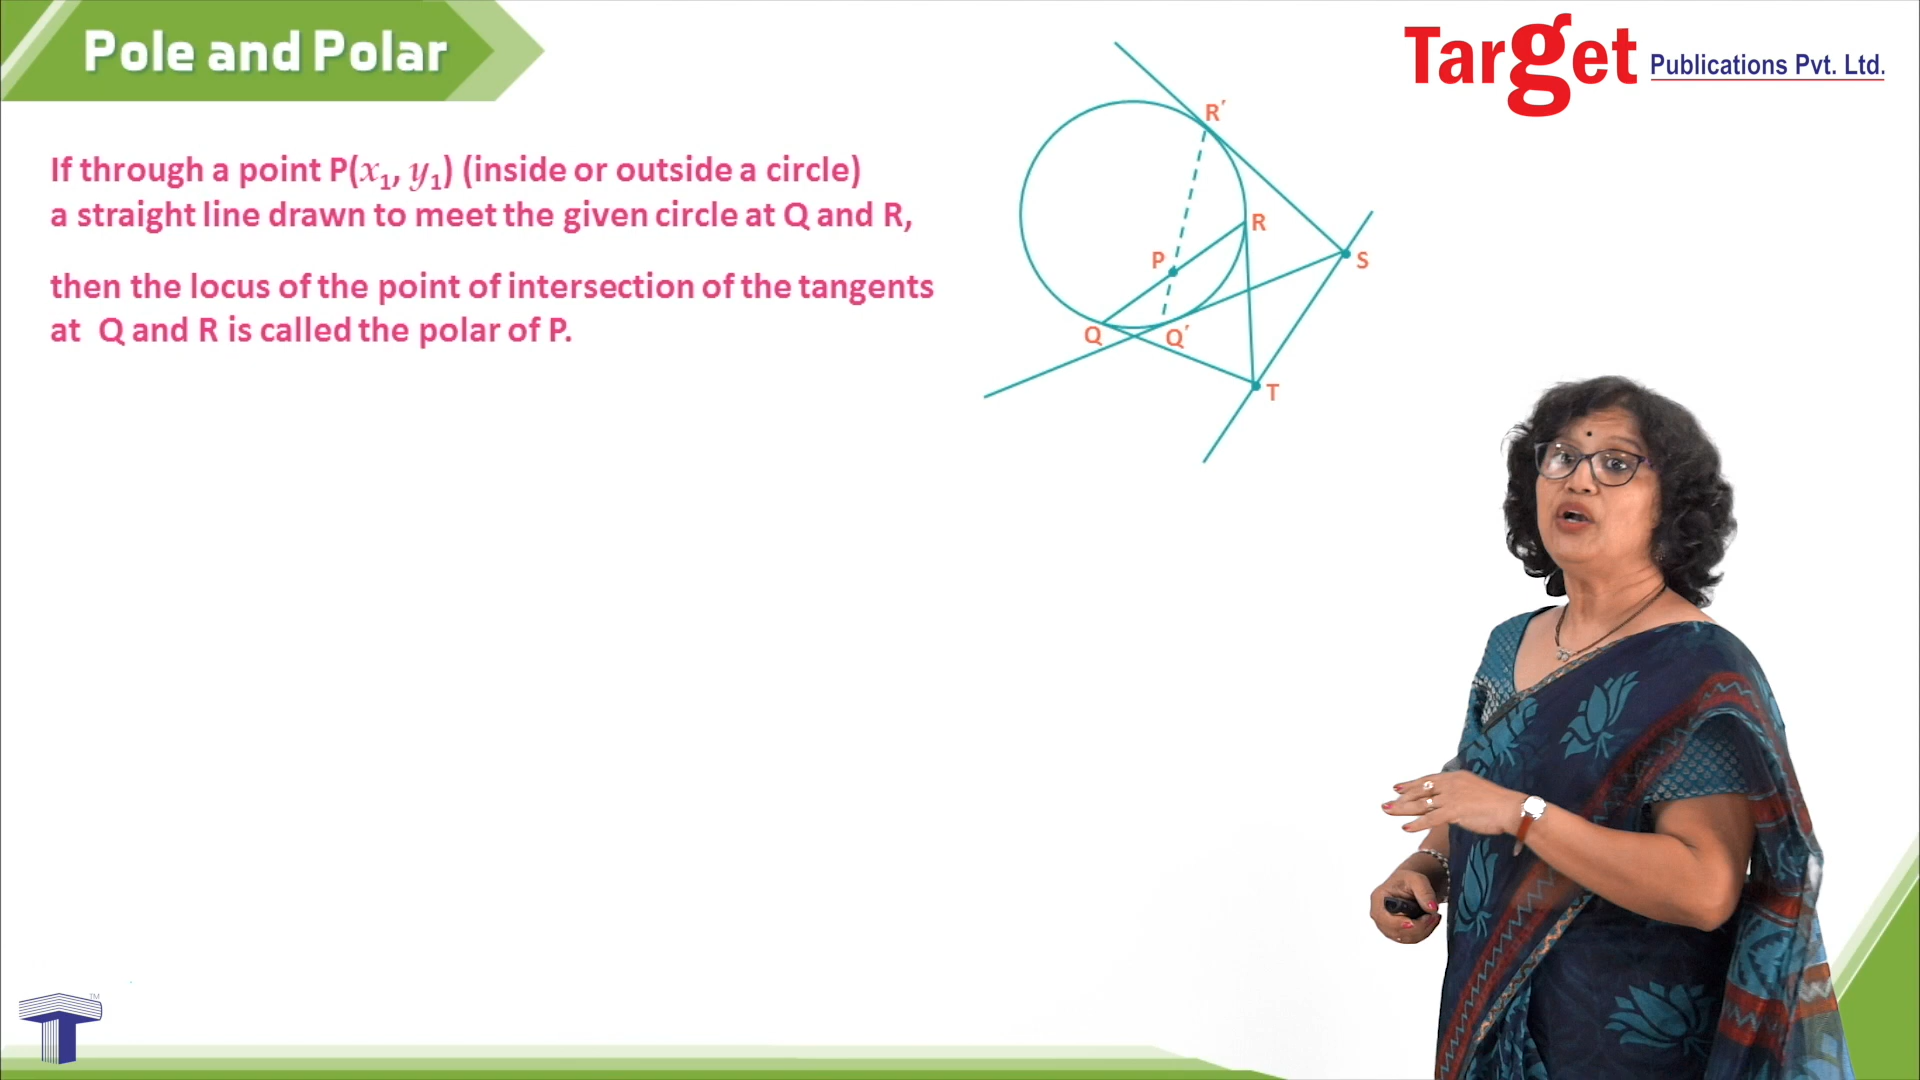 Pole and Polar
Target Publications Pvt. Ltd.
If through a point P(x₁, y₁) (inside or outside a circle)
a straight line drawn to meet the given circle at Q and R,
then the locus of the point of intersection of the tangents
at Q and R is called the polar of P.
R′
R
P
S
Q
Q′
T
T
TM